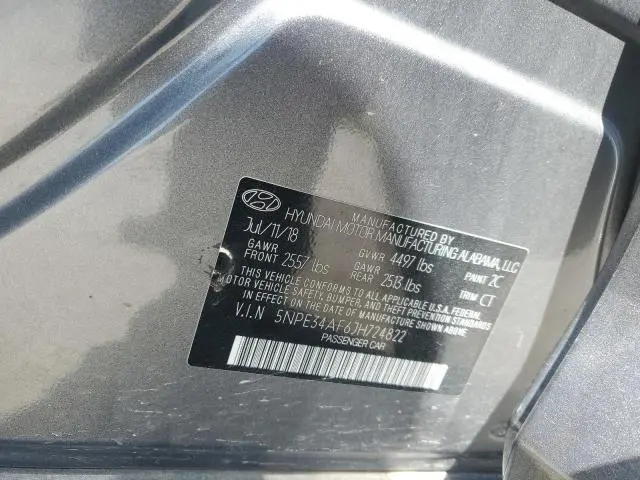 MANUFACTURED BY
HYUNDAI MOTOR MANUFACTURING ALABAMA, LLC
Jul/11/18 GVWR 4497 lbs PAINT 2C
GAWR FRONT 2557 lbs GAWR REAR 2513 lbs TRIM CT
THIS VEHICLE CONFORMS TO ALL APPLICABLE U.S.A. FEDERAL
MOTOR VEHICLE SAFETY, BUMPER, AND THEFT PREVENTION STANDARDS
IN EFFECT ON THE DATE OF MANUFACTURE SHOWN ABOVE.
V.I.N 5NPE34AF6JH724822
PASSENGER CAR